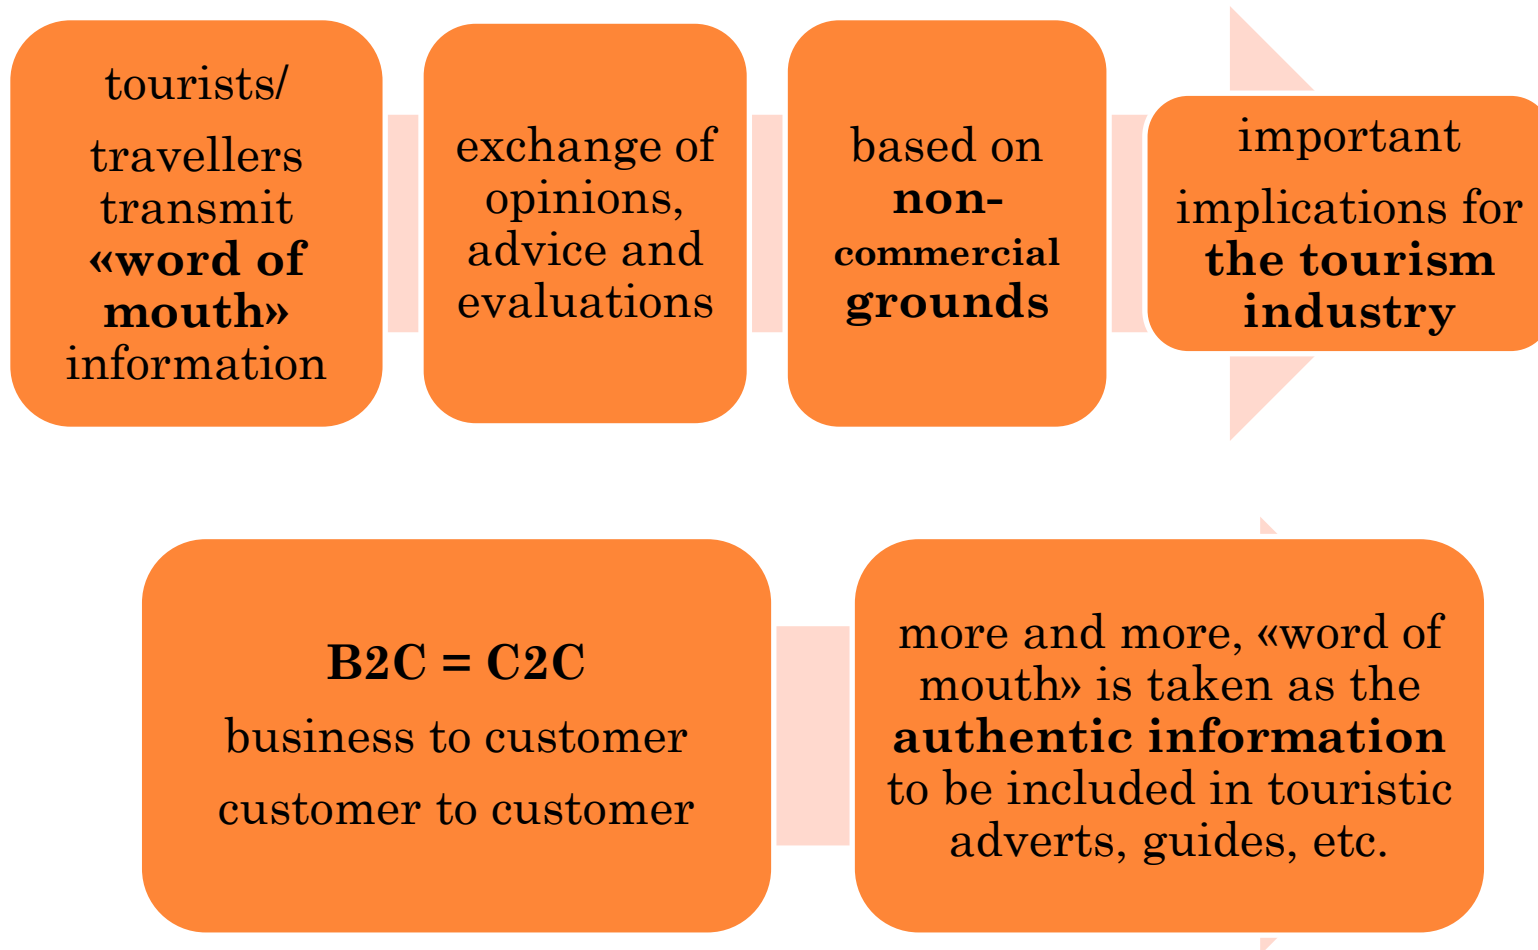 tourists/
travellers
transmit
«word of
mouth»
information
exchange of
opinions,
advice and
evaluations
based on
non-
commercial
grounds
important
implications for
the tourism
industry
B2C = C2C
business to customer
customer to customer
more and more, «word of
mouth» is taken as the
authentic information
to be included in touristic
adverts, guides, etc.